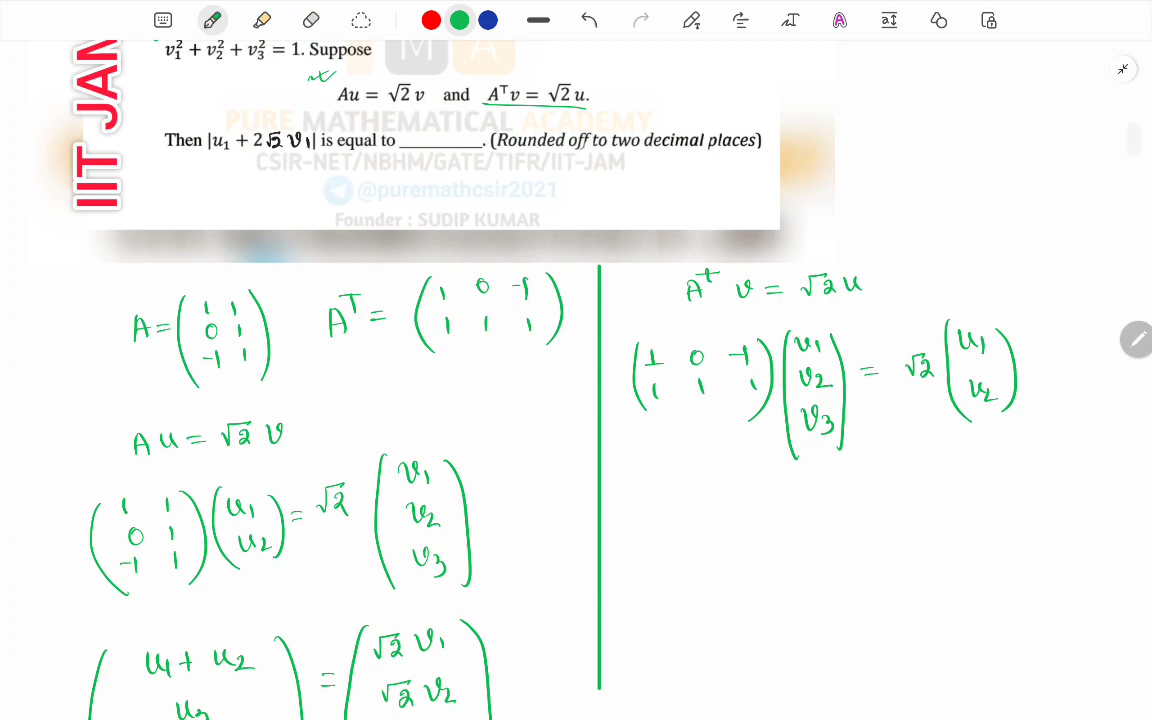 v₁² + v₂² + v₃² = 1. Suppose
Au = √2 v and Aᵀv = √2 u.
Then |u₁ + 2√2 v₁| is equal to ________. (Rounded off to two decimal places)
IIT JAM
MA
PURE MATHEMATICAL ACADEMY
CSIR-NET/NBHM/GATE/TIFR/IIT-JAM
@puremathcsir2021
Founder : SUDIP KUMAR
A = (1 1
0 1
-1 1)
Aᵀ = (1 0 -1
1 1 1)
Au = √2 v
(1 1
0 1
-1 1) (u₁
u₂) = √2 (v₁
v₂
v₃)
(u₁ + u₂
u₂
= (√2 v₁
√2 v₂
Aᵗ v = √2 u
(1 0 -1
1 1 1) (v₁
v₂
v₃) = √2 (u₁
u₂)